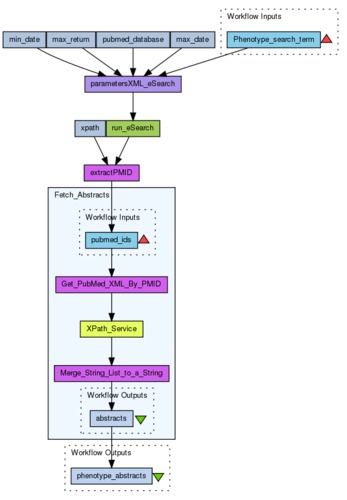 Workflow Inputs
min_date
max_return
pubmed_database
max_date
Phenotype_search_term
parametersXML_eSearch
xpath
run_eSearch
extractPMID
Fetch_Abstracts
Workflow Inputs
pubmed_ids
Get_PubMed_XML_By_PMID
XPath_Service
Merge_String_List_to_a_String
Workflow Outputs
abstracts
Workflow Outputs
phenotype_abstracts